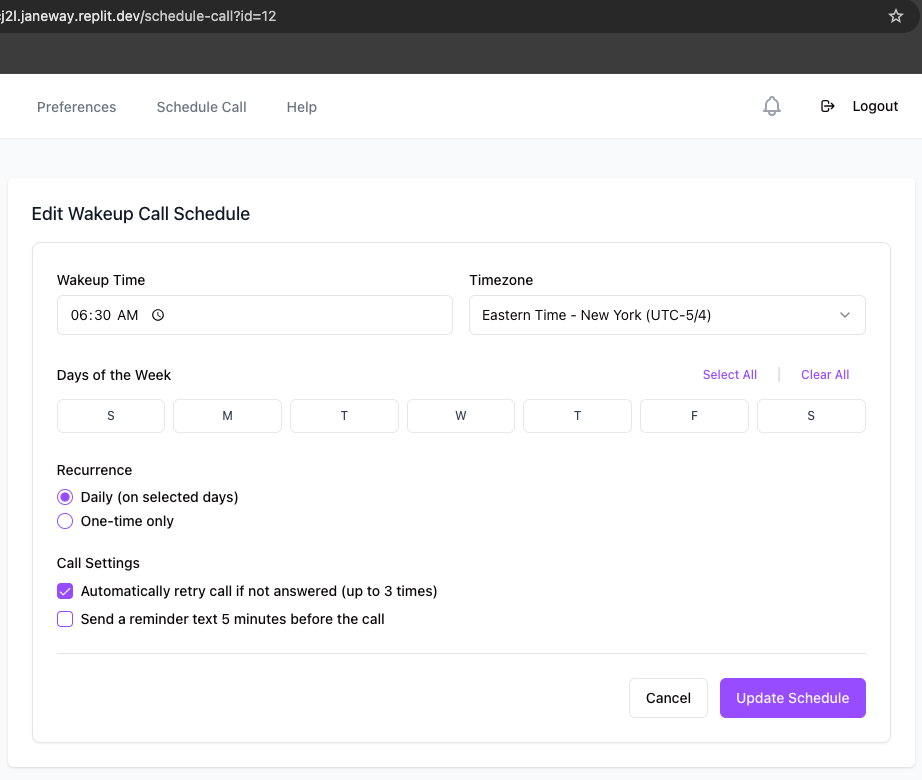 j2l.janeway.replit.dev/schedule-call?id=12
Preferences Schedule Call Help Logout
Edit Wakeup Call Schedule
Wakeup Time Timezone
06:30 AM Eastern Time - New York (UTC-5/4)
Days of the Week Select All | Clear All
S M T W T F S
Recurrence
Daily (on selected days)
One-time only
Call Settings
Automatically retry call if not answered (up to 3 times)
Send a reminder text 5 minutes before the call
Cancel Update Schedule